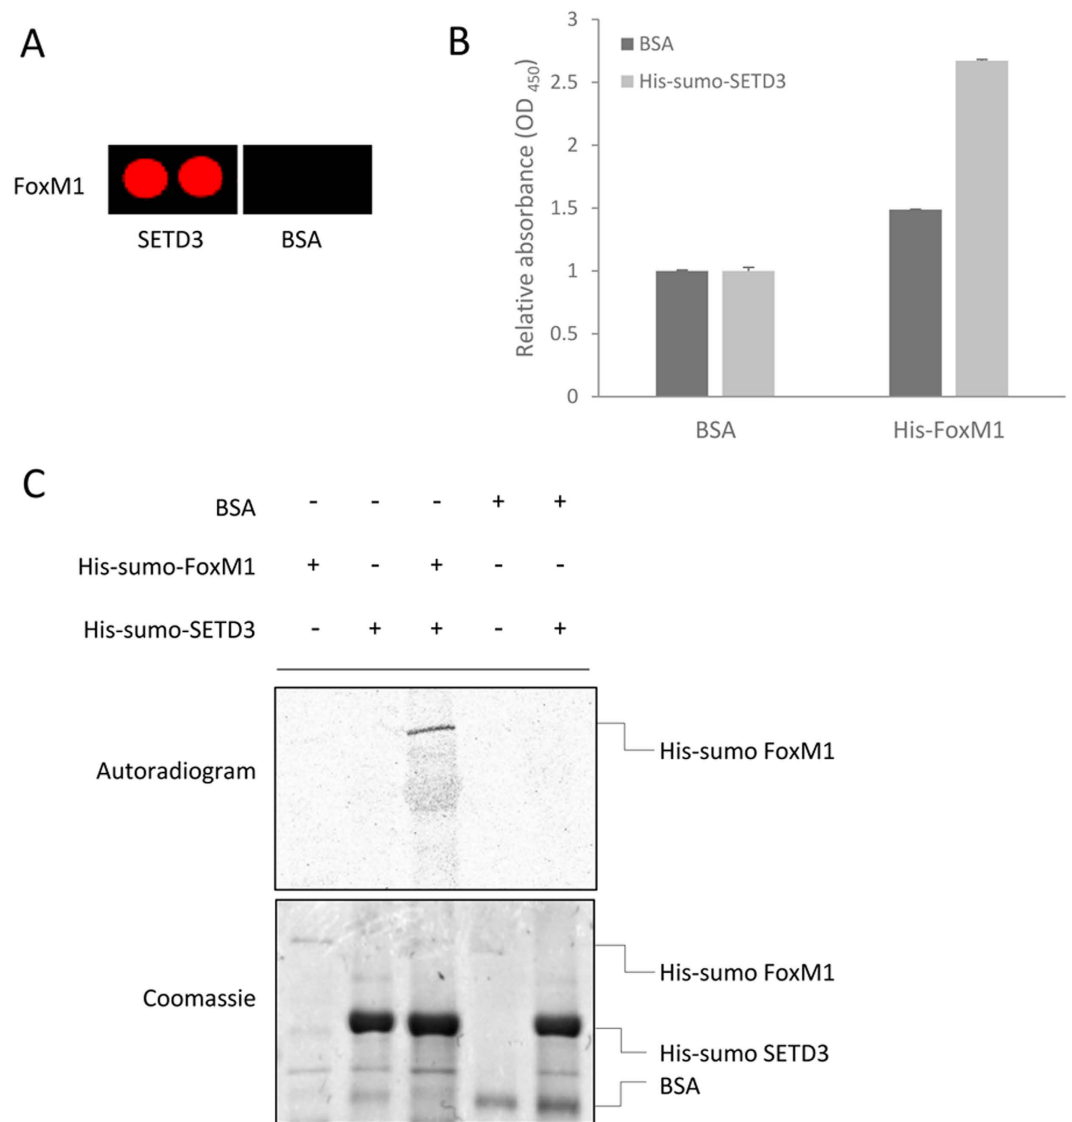 A
FoxM1
SETD3 BSA
B
Relative absorbance (OD 450)
3
2.5
2
1.5
1
0.5
0
BSA
His-sumo-SETD3
BSA His-FoxM1
C
BSA - - - + +
His-sumo-FoxM1 + - + - -
His-sumo-SETD3 - + + - +
Autoradiogram
His-sumo FoxM1
Coomassie
His-sumo FoxM1
His-sumo SETD3
BSA